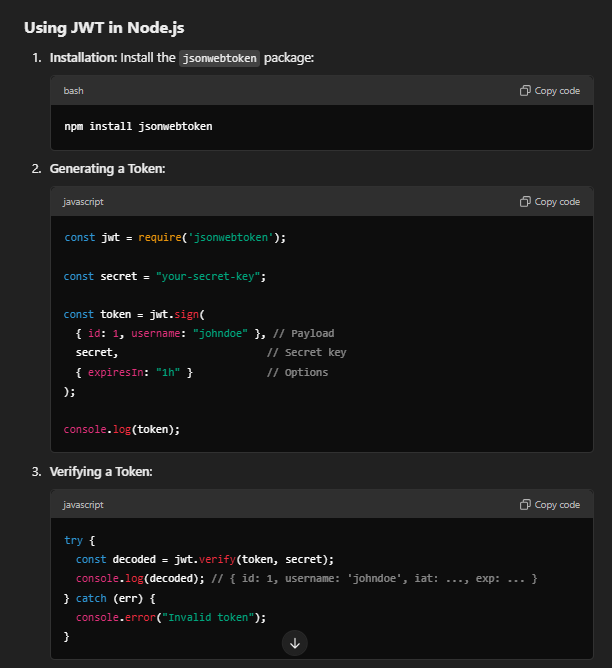 Using JWT in Node.js
1. Installation: Install the jsonwebtoken package:
bash
Copy code
npm install jsonwebtoken
2. Generating a Token:
javascript
Copy code
const jwt = require('jsonwebtoken');
const secret = "your-secret-key";
const token = jwt.sign(
  { id: 1, username: "johndoe" }, // Payload
  secret,                         // Secret key
  { expiresIn: "1h" }             // Options
);
console.log(token);
3. Verifying a Token:
javascript
Copy code
try {
  const decoded = jwt.verify(token, secret);
  console.log(decoded); // { id: 1, username: 'johndoe', iat: ..., exp: ... }
} catch (err) {
  console.error("Invalid token");
}